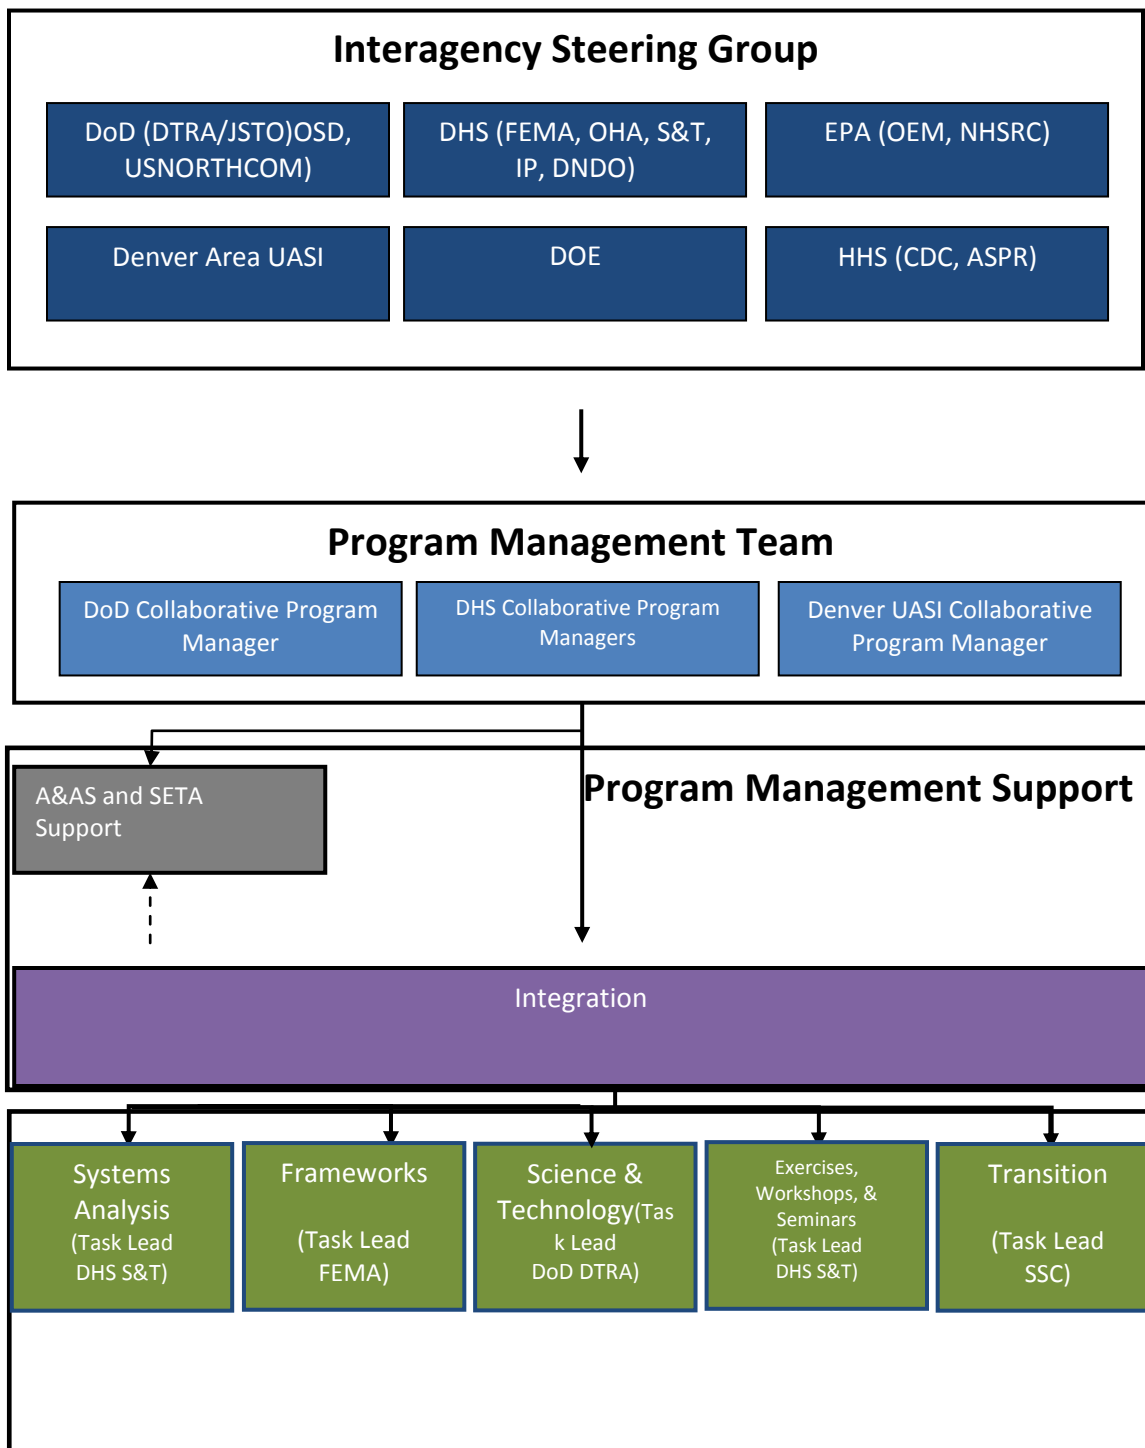 Interagency Steering Group
DoD (DTRA/JSTO)OSD,
USNORTHCOM)
DHS (FEMA, OHA, S&T,
IP, DNDO)
EPA (OEM, NHSRC)
Denver Area UASI
DOE
HHS (CDC, ASPR)
Program Management Team
DoD Collaborative Program
Manager
DHS Collaborative Program
Managers
Denver UASI Collaborative
Program Manager
A&AS and SETA
Support
Program Management Support
Integration
Systems
Analysis
(Task Lead
DHS S&T)
Frameworks
(Task Lead
FEMA)
Science &
Technology(Tas
k Lead
DoD DTRA)
Exercises,
Workshops, &
Seminars
(Task Lead
DHS S&T)
Transition
(Task Lead
SSC)